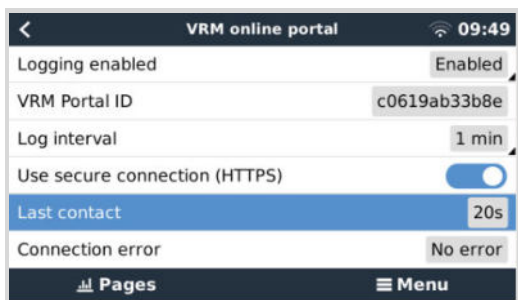 VRM online portal 09:49
Logging enabled Enabled
VRM Portal ID c0619ab33b8e
Log interval 1 min
Use secure connection (HTTPS)
Last contact 20s
Connection error No error
Pages Menu